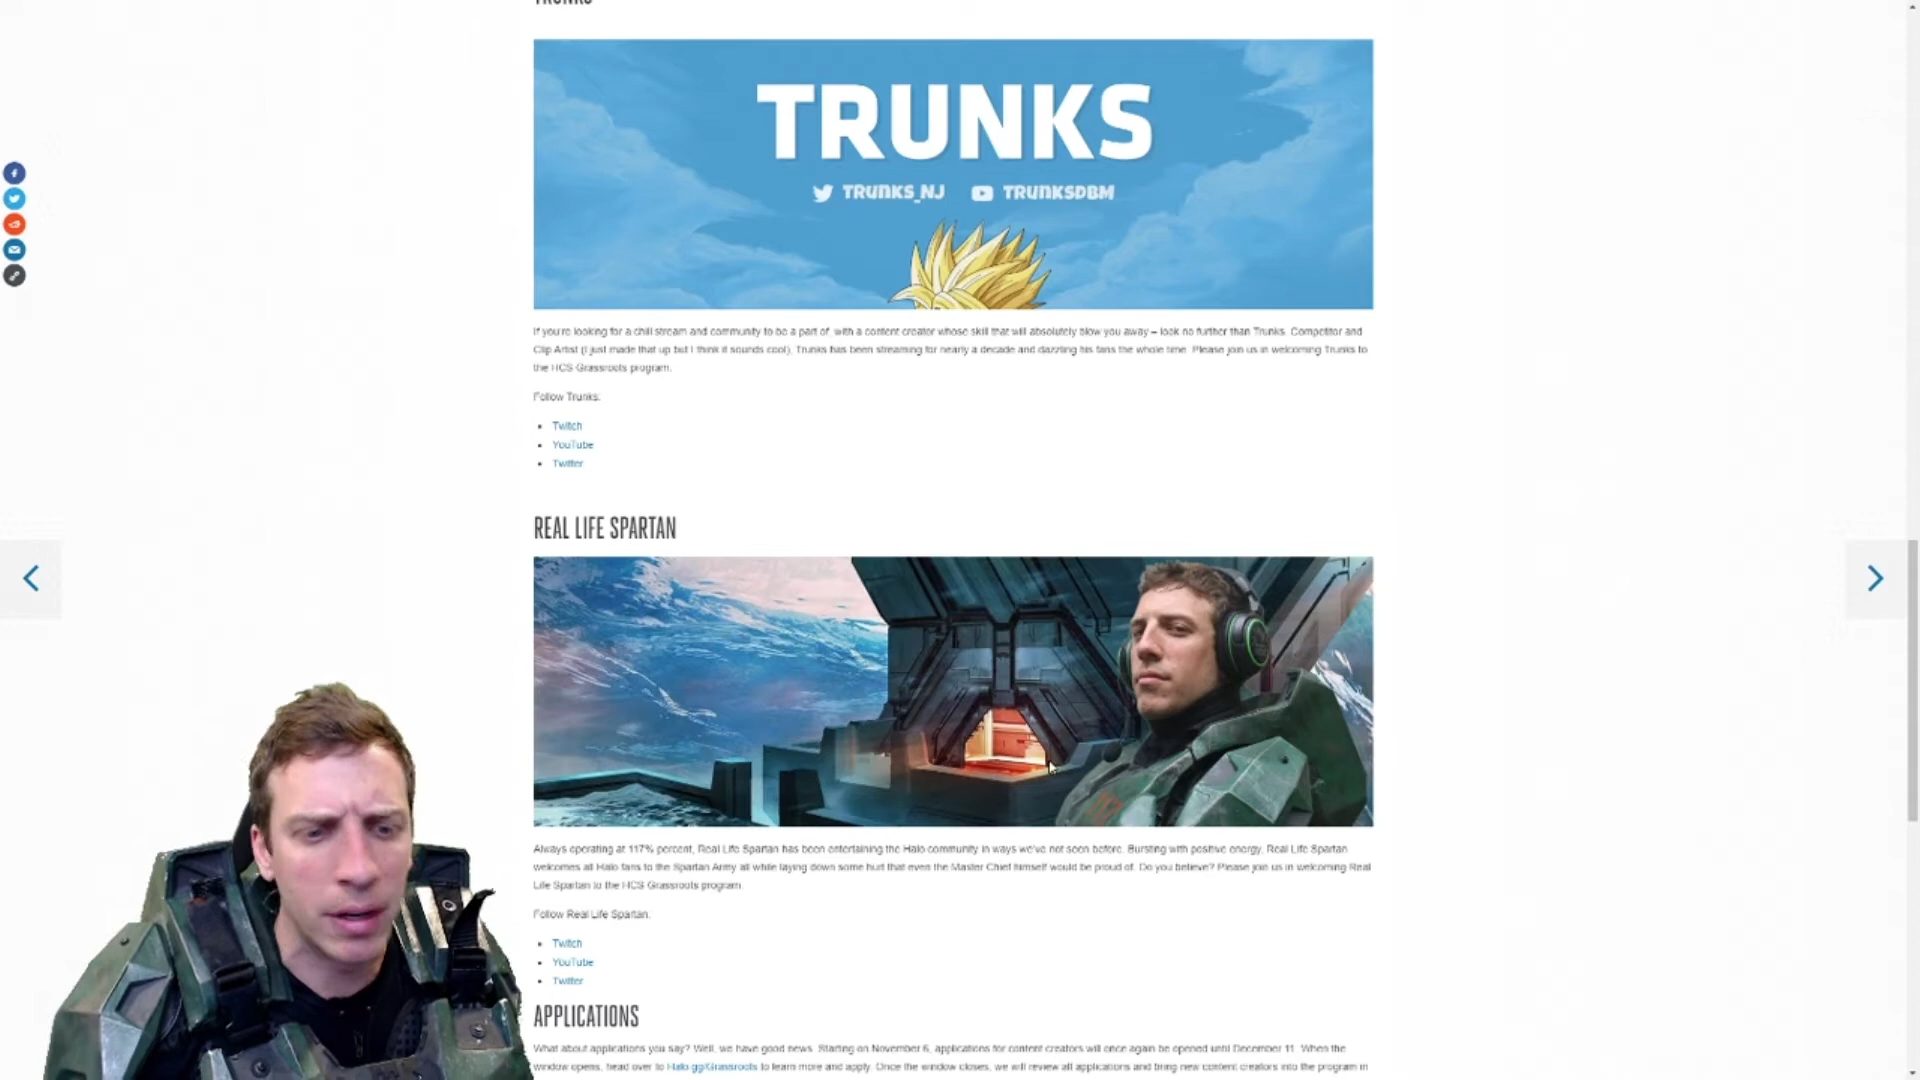 TRUNKS
TRUNKS
TRUNKS_NJ TRUNKSDBM
If you're looking for a chill stream and community to be a part of, with a content creator whose skill that will absolutely blow you away – look no further than Trunks. Competitor and
Clip Artist (I just made that up but I think it sounds cool), Trunks has been streaming for nearly a decade and dazzling his fans the whole time. Please join us in welcoming Trunks to
the HCS Grassroots program.
Follow Trunks:
Twitch
YouTube
Twitter
REAL LIFE SPARTAN
Always operating at 117% percent, Real Life Spartan has been entertaining the Halo community in ways we've not seen before. Bursting with positive energy, Real Life Spartan
welcomes all Halo fans to the Spartan Army all while laying down some hurt that even the Master Chief himself would be proud of. Do you believe? Please join us in welcoming Real
Life Spartan to the HCS Grassroots program.
Follow Real Life Spartan:
Twitch
YouTube
Twitter
APPLICATIONS
What about applications you say? Well, we have good news. Starting on November 6, applications for content creators will once again be opened until December 11. When the
window opens, head over to Halo.gg/Grassroots to learn more and apply. Once the window closes, we will review all applications and bring new content creators into the program in